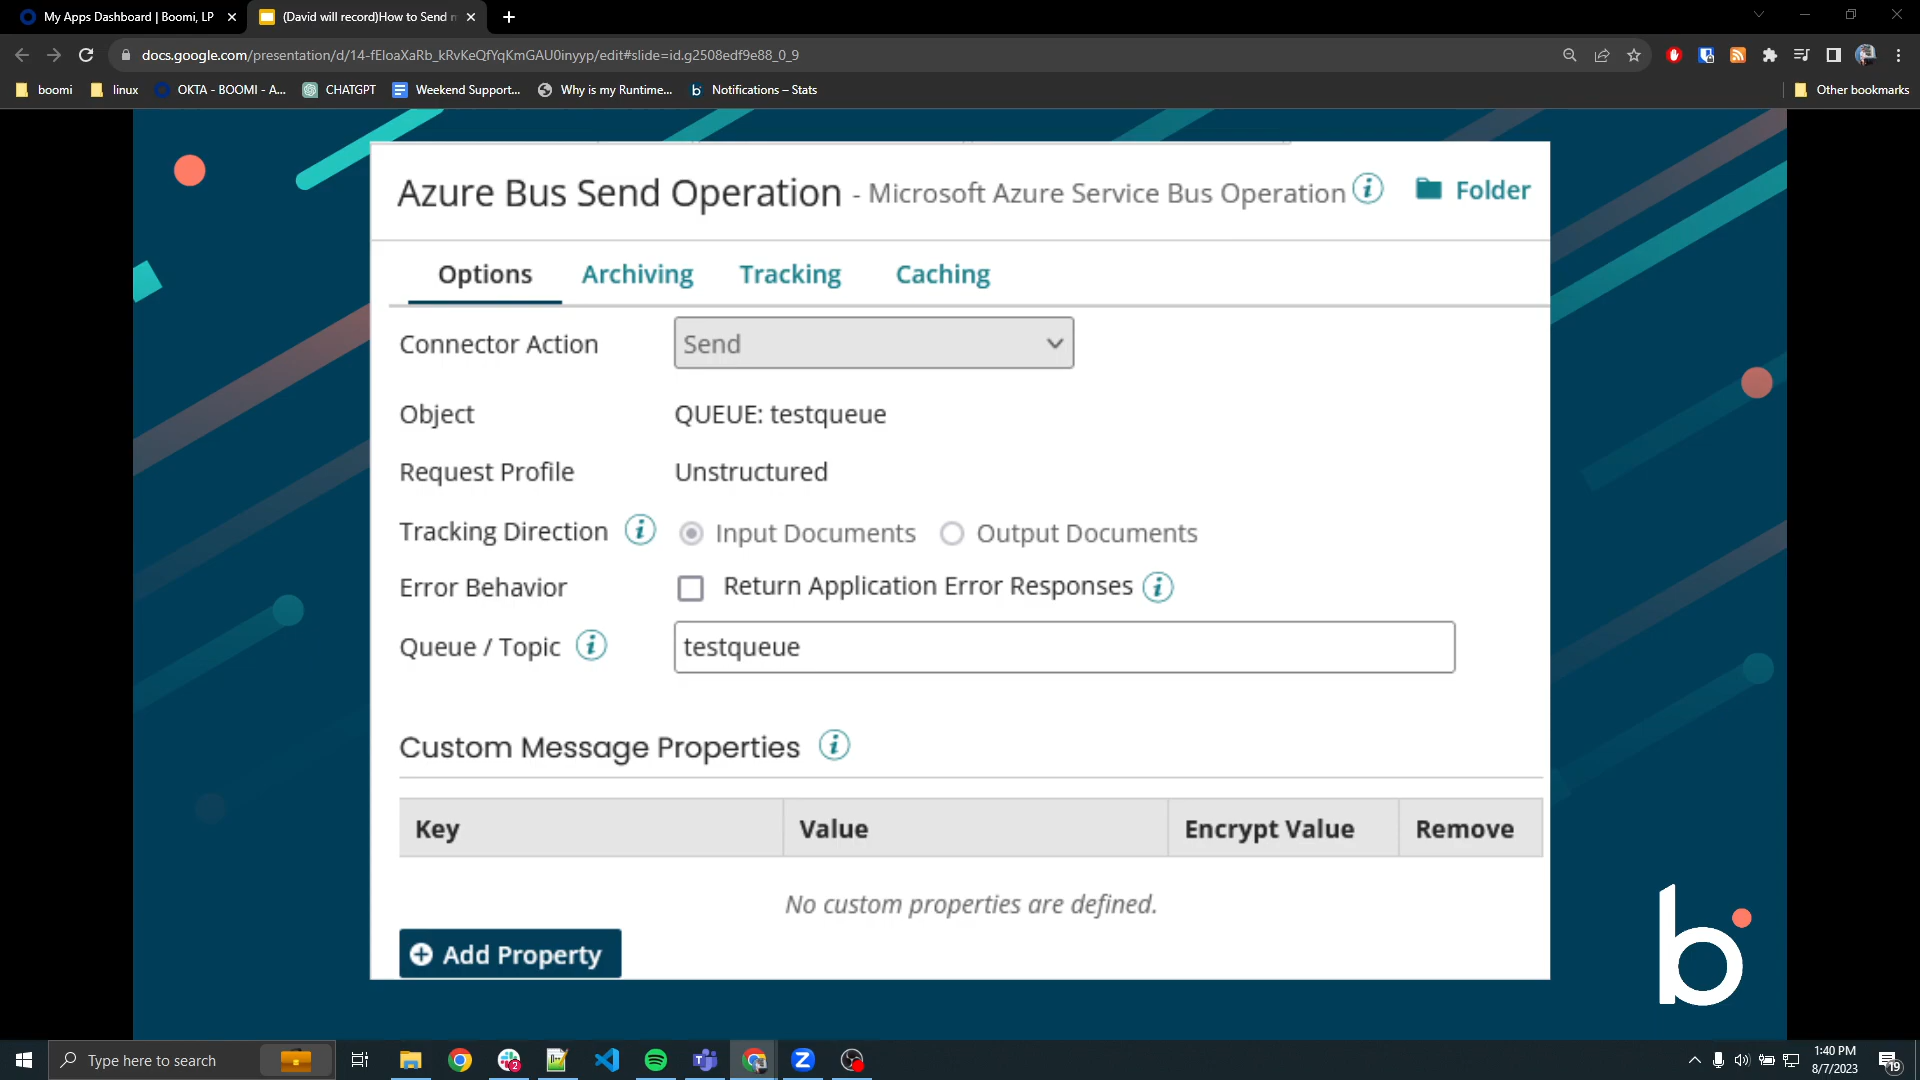 My Apps Dashboard | Boomi, LP
(David will record)How to Send m
docs.google.com/presentation/d/14-fEloaXaRb_kRvKeQfYqKmGAU0inyyp/edit#slide=id.g2508edf9e88_0_9
boomi
linux
OKTA - BOOMI - A...
CHATGPT
Weekend Support...
Why is my Runtime...
Notifications – Stats
Other bookmarks
Azure Bus Send Operation - Microsoft Azure Service Bus Operation
Folder
Options
Archiving
Tracking
Caching
Connector Action
Send
Object
QUEUE: testqueue
Request Profile
Unstructured
Tracking Direction
Input Documents
Output Documents
Error Behavior
Return Application Error Responses
Queue / Topic
testqueue
Custom Message Properties
Key
Value
Encrypt Value
Remove
No custom properties are defined.
Add Property
b
Type here to search
2
1:40 PM
8/7/2023
19